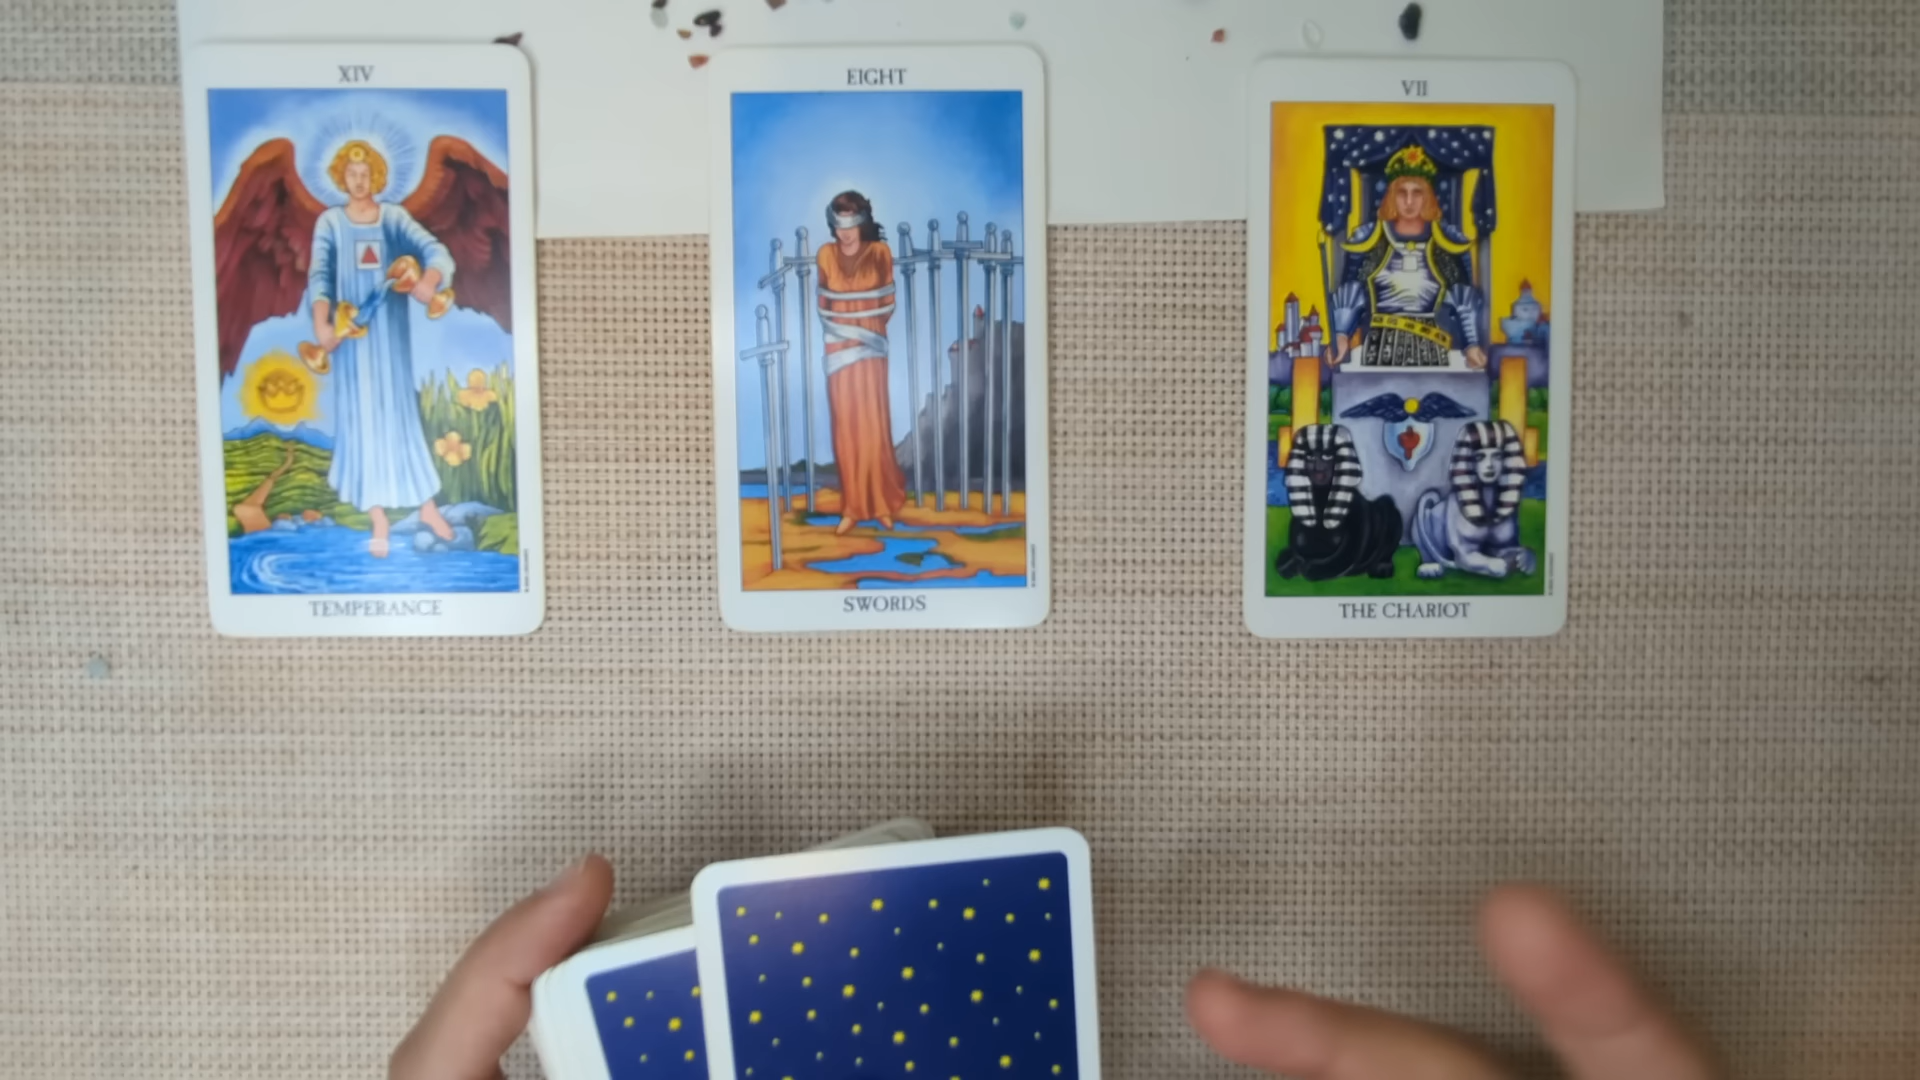 XIV
TEMPERANCE
EIGHT
SWORDS
VII
THE CHARIOT